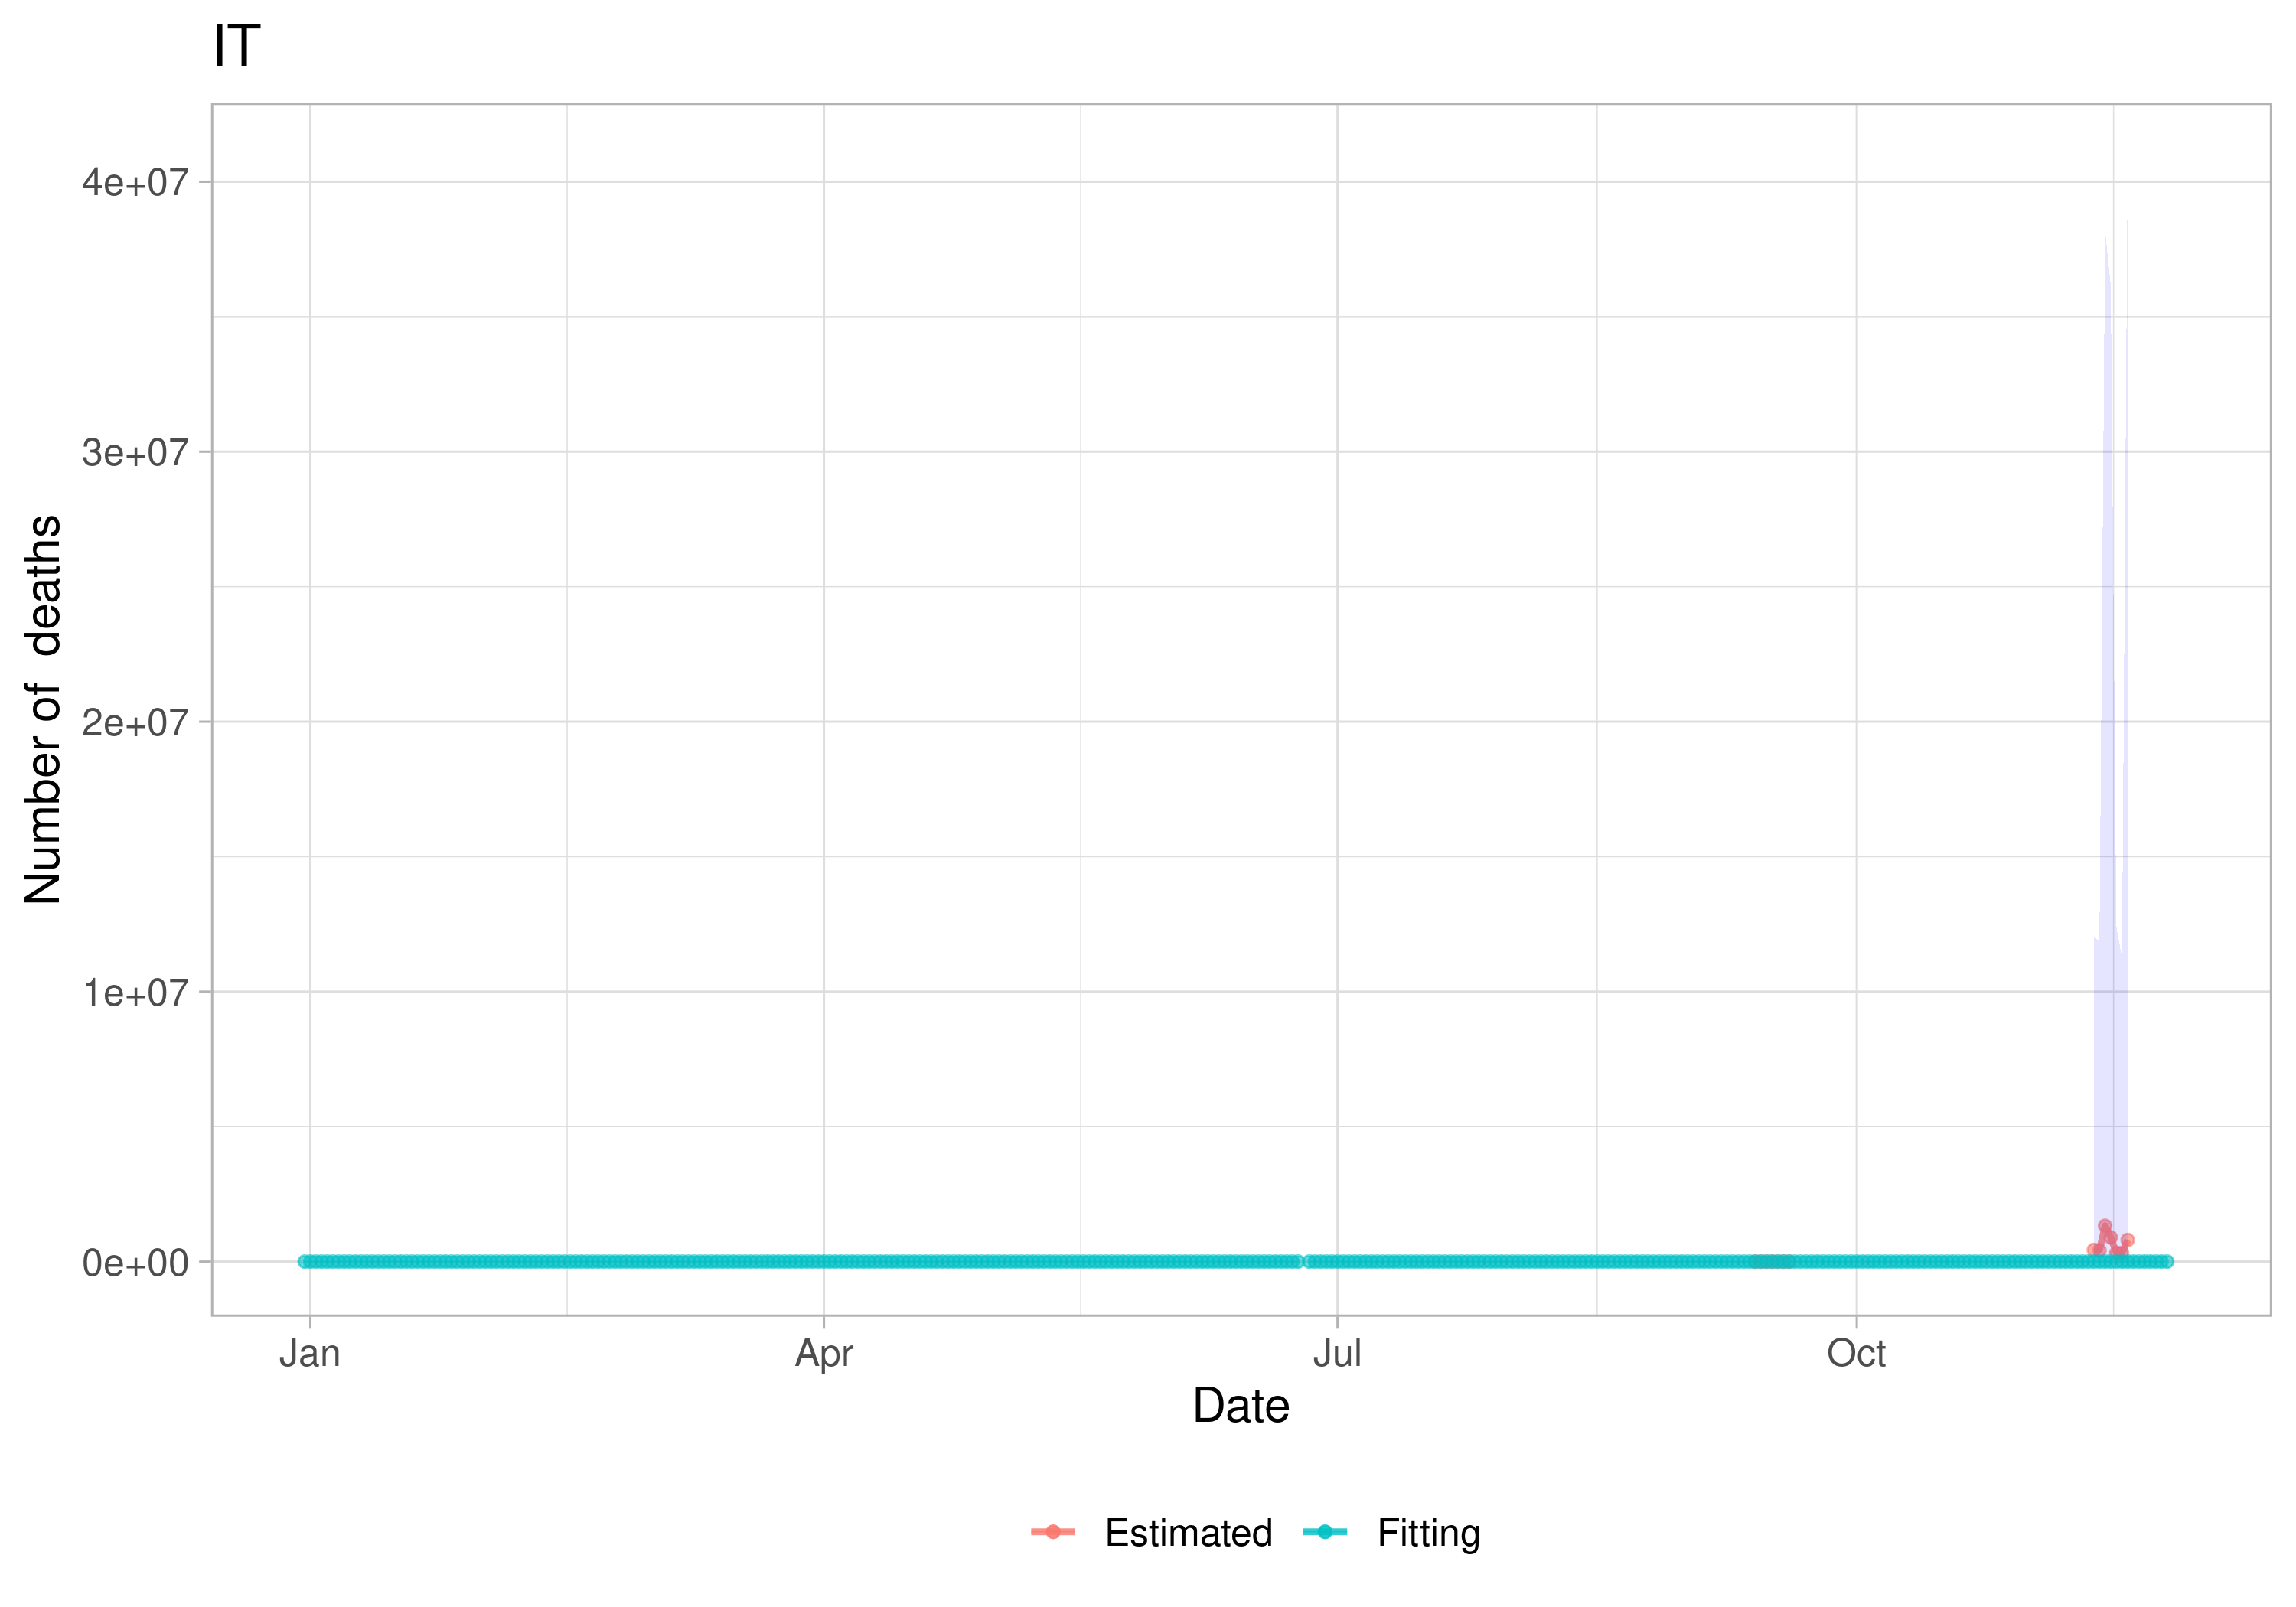 IT
4e+07
3e+07
2e+07
1e+07
0e+00
Number of  deaths
Jan
Apr
Jul
Oct
Date
Estimated
Fitting